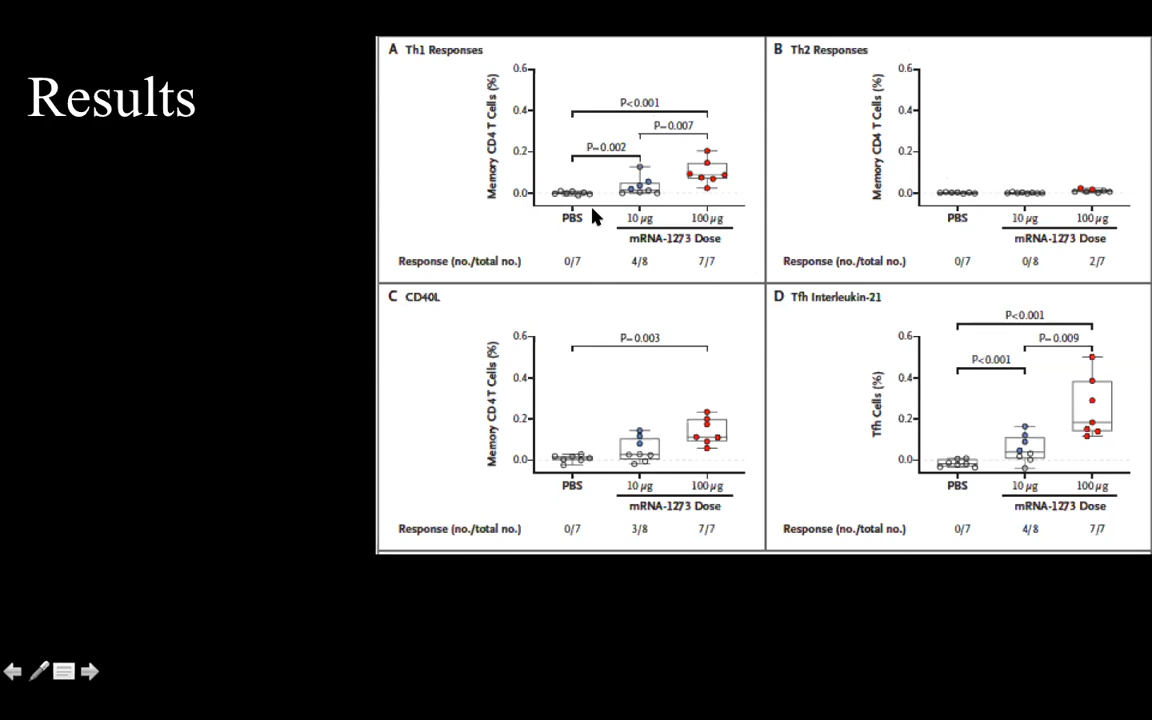 Results
A Th1 Responses
Memory CD4 T Cells (%)
0.6
0.4
0.2
0.0
P<0.001
P=0.007
P=0.002
PBS
10 µg
100 µg
mRNA-1273 Dose
Response (no./total no.)
0/7
4/8
7/7
B Th2 Responses
Memory CD4 T Cells (%)
0.6
0.4
0.2
0.0
PBS
10 µg
100 µg
mRNA-1273 Dose
Response (no./total no.)
0/7
0/8
2/7
C CD40L
Memory CD4 T Cells (%)
0.6
0.4
0.2
0.0
P=0.003
PBS
10 µg
100 µg
mRNA-1273 Dose
Response (no./total no.)
0/7
3/8
7/7
D Tfh Interleukin-21
Tfh Cells (%)
0.6
0.4
0.2
0.0
P<0.001
P=0.009
P<0.001
PBS
10 µg
100 µg
mRNA-1273 Dose
Response (no./total no.)
0/7
4/8
7/7